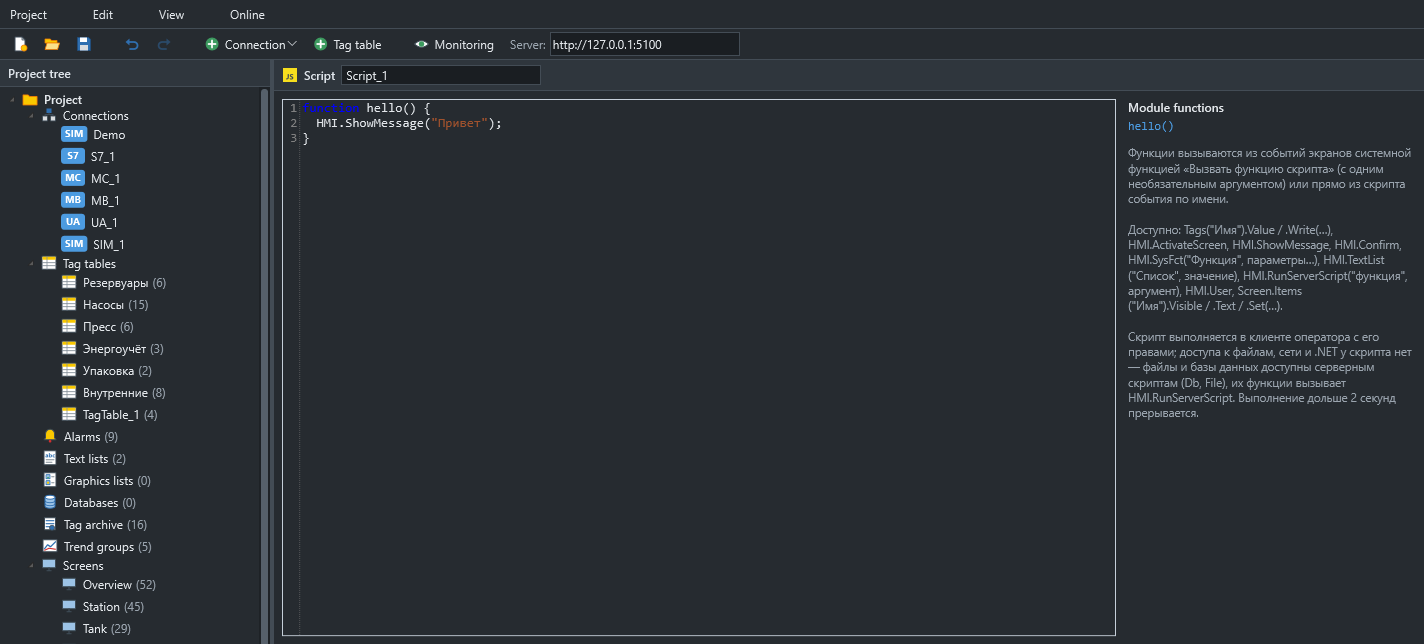 Project Edit View Online
Connection Tag table Monitoring Server: http://127.0.0.1:5100
Project tree
Project
Connections
SIM Demo
S7 S7_1
MC MC_1
MB MB_1
UA UA_1
SIM SIM_1
Tag tables
Резервуары (6)
Насосы (15)
Пресс (6)
Энергоучёт (3)
Упаковка (2)
Внутренние (8)
TagTable_1 (4)
Alarms (9)
Text lists (2)
Graphics lists (0)
Databases (0)
Tag archive (16)
Trend groups (5)
Screens
Overview (52)
Station (45)
Tank (29)
JS Script Script_1
1 function hello() {
2 HMI.ShowMessage("Привет");
3 }
Module functions
hello()
Функции вызываются из событий экранов системной
функцией «Вызвать функцию скрипта» (с одним
необязательным аргументом) или прямо из скрипта
события по имени.
Доступно: Tags("Имя").Value / .Write(...),
HMI.ActivateScreen, HMI.ShowMessage, HMI.Confirm,
HMI.SysFct("Функция", параметры...), HMI.TextList
("Список", значение), HMI.RunServerScript("функция",
аргумент), HMI.User, Screen.Items
("Имя").Visible / .Text / .Set(...).
Скрипт выполняется в клиенте оператора с его
правами; доступа к файлам, сети и .NET у скрипта нет
— файлы и базы данных доступны серверным
скриптам (Db, File), их функции вызывает
HMI.RunServerScript. Выполнение дольше 2 секунд
прерывается.